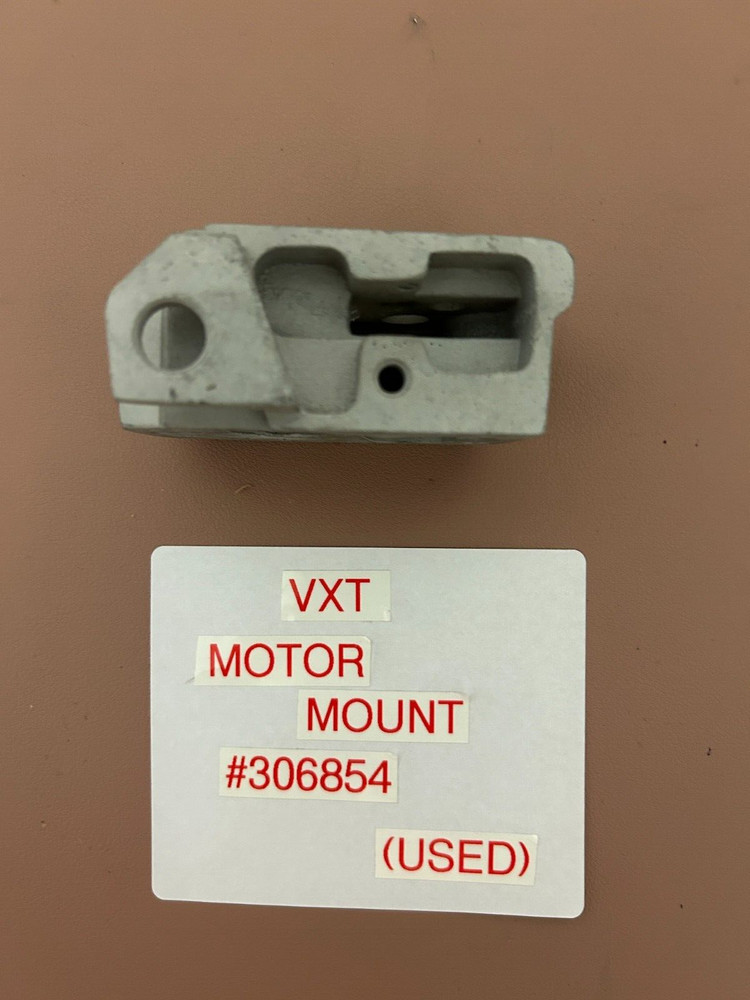 VXT
MOTOR
MOUNT
#306854
(USED)